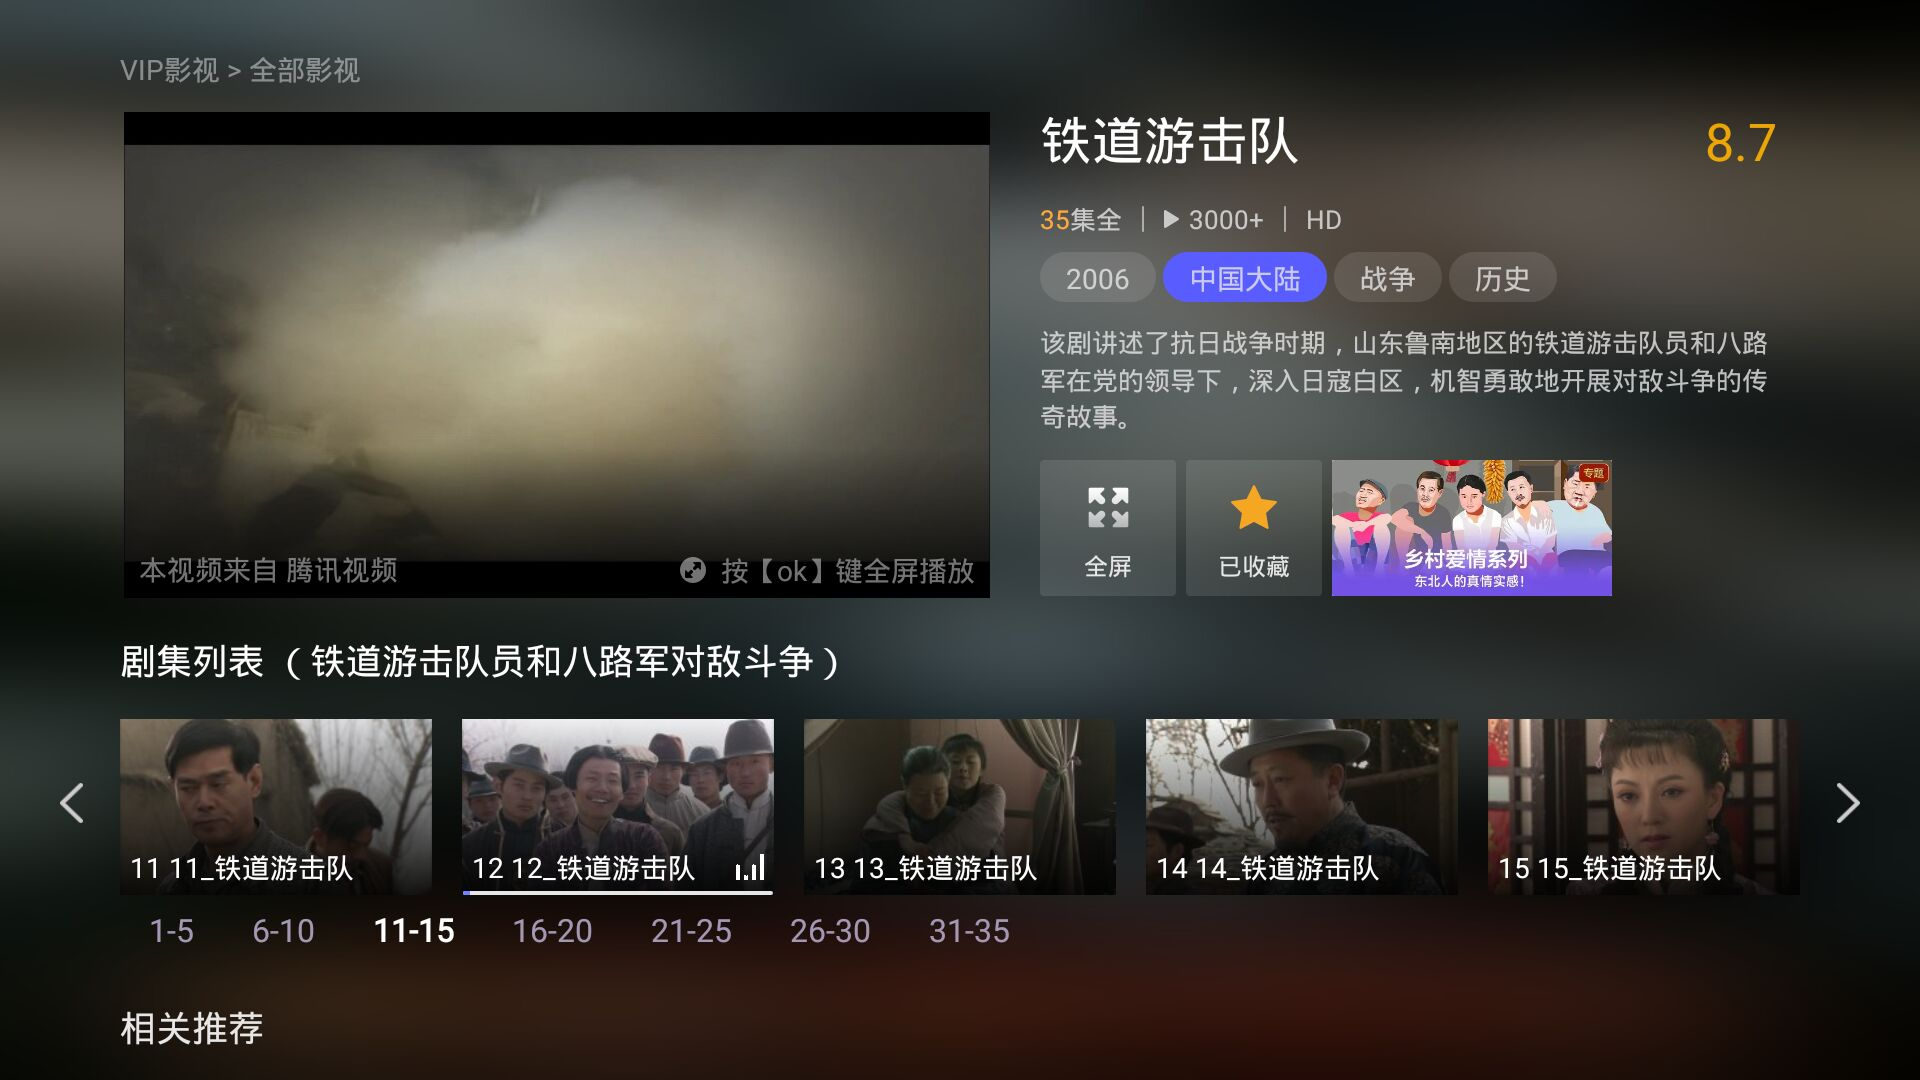 VIP影视 > 全部影视
铁道游击队
8.7
35集全 | 3000+ | HD
2006 中国大陆 战争 历史
该剧讲述了抗日战争时期，山东鲁南地区的铁道游击队员和八路
军在党的领导下，深入日寇白区，机智勇敢地开展对敌斗争的传
奇故事。
本视频来自 腾讯视频
按【ok】键全屏播放
全屏
已收藏
专题
乡村爱情系列
东北人的真情实感！
剧集列表 （铁道游击队员和八路军对敌斗争）
11 11_铁道游击队
12 12_铁道游击队
13 13_铁道游击队
14 14_铁道游击队
15 15_铁道游击队
1-5 6-10 11-15 16-20 21-25 26-30 31-35
相关推荐